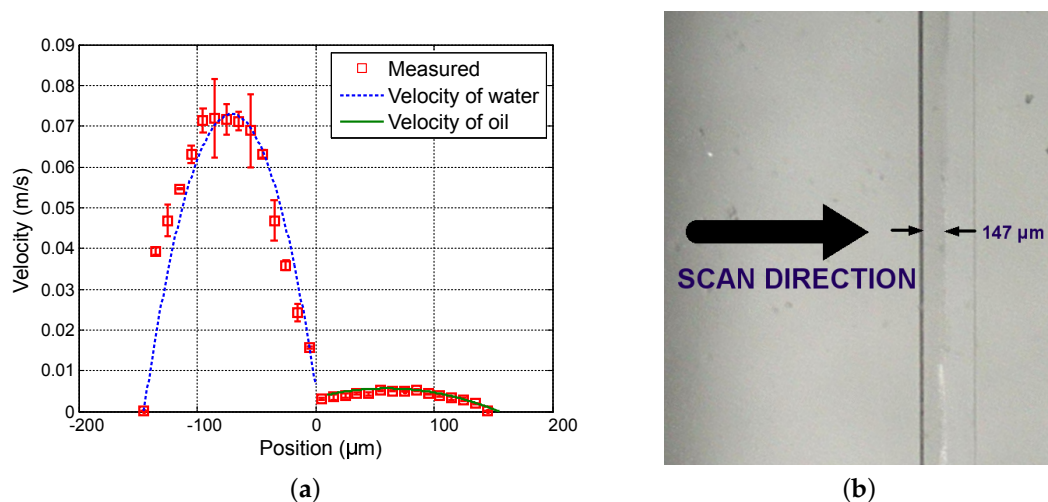 0.09
0.08
0.07
0.06
0.05
0.04
0.03
0.02
0.01
0
-200
-100
0
100
200
Velocity (m/s)
Position (µm)
Measured
Velocity of water
Velocity of oil
(a)
147 µm
SCAN DIRECTION
(b)